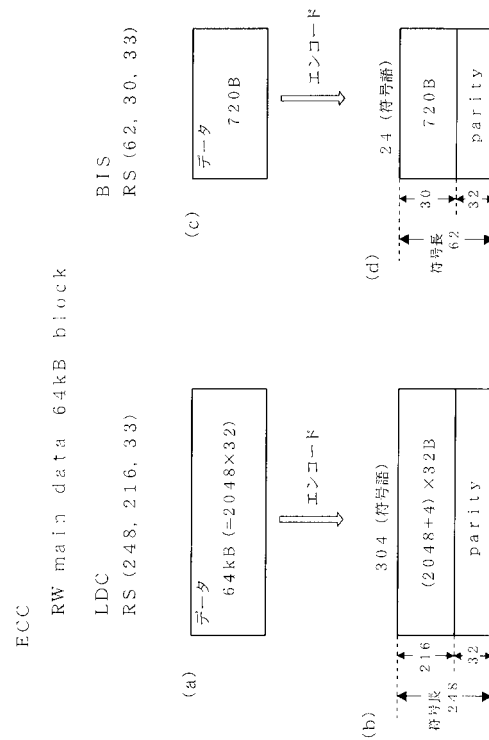 ECC
RW main data 64kB block
LDC
RS (248, 216, 33)
(a)
データ
64kB (=2048×32)
エンコード
(b)
304 (符号語)
符号長
248
216
(2048+4)×32B
32
parity
BIS
RS (62, 30, 33)
(c)
データ
720B
エンコード
(d)
24 (符号語)
符号長
62
30
720B
32
parity